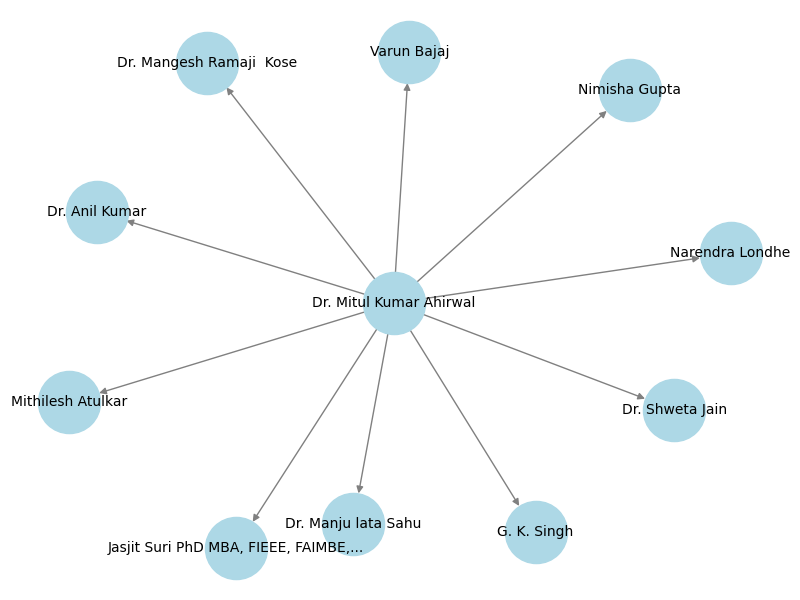 Varun Bajaj
Dr. Mangesh Ramaji  Kose
Nimisha Gupta
Dr. Anil Kumar
Narendra Londhe
Dr. Mitul Kumar Ahirwal
Mithilesh Atulkar
Dr. Shweta Jain
Dr. Manju lata Sahu
G. K. Singh
Jasjit Suri PhD MBA, FIEEE, FAIMBE,...